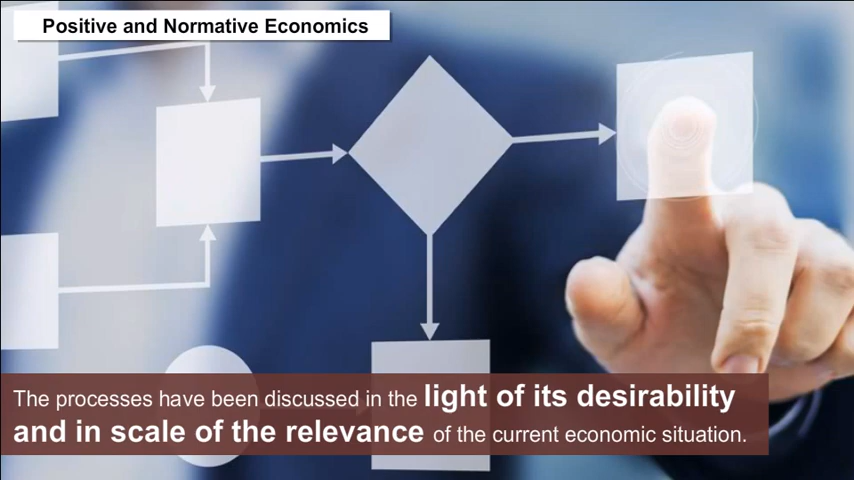 Positive and Normative Economics
The processes have been discussed in the light of its desirability
and in scale of the relevance of the current economic situation.